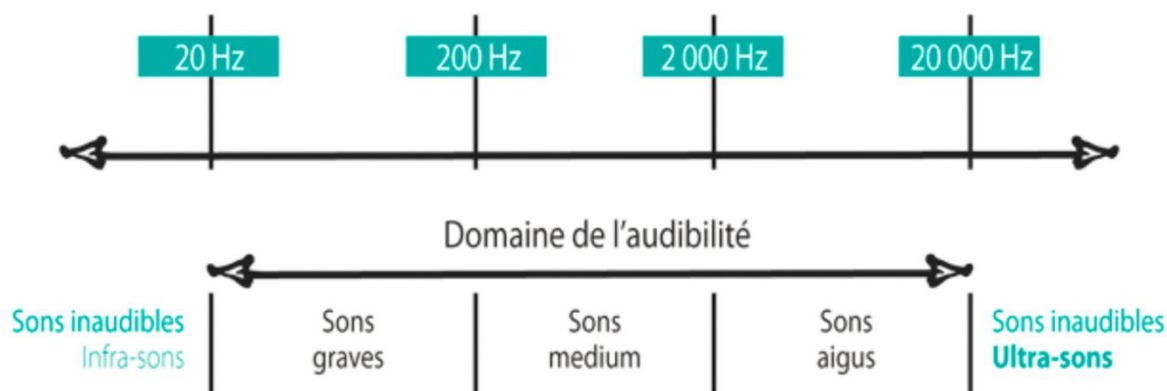 20 Hz
200 Hz
2 000 Hz
20 000 Hz
Domaine de l'audibilité
Sons inaudibles
Infra-sons
Sons
graves
Sons
medium
Sons
aigus
Sons inaudibles
Ultra-sons